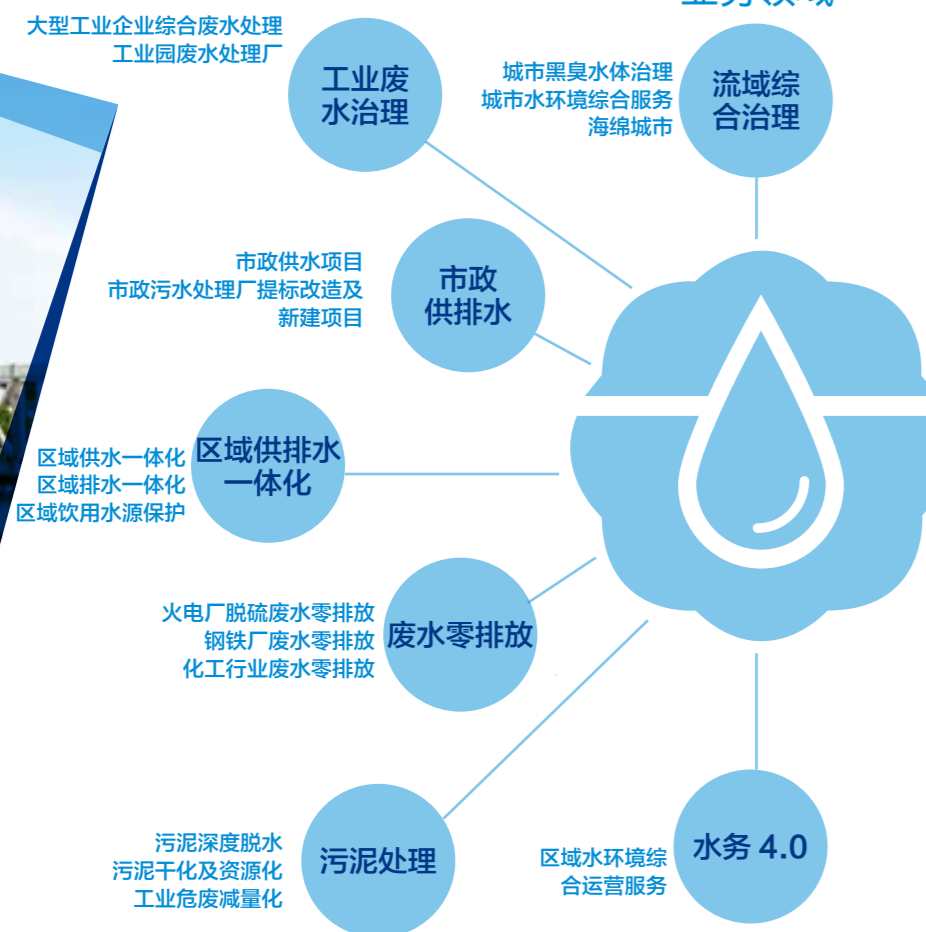 大型工业企业综合废水处理
工业园废水处理厂
工业废
水治理
城市黑臭水体治理
城市水环境综合服务
海绵城市
流域综
合治理
市政供水项目
市政污水处理厂提标改造及
新建项目
市政
供排水
区域供水一体化
区域排水一体化
区域饮用水源保护
区域供排水
一体化
火电厂脱硫废水零排放
钢铁厂废水零排放
化工行业废水零排放
废水零排放
污泥深度脱水
污泥干化及资源化
工业危废减量化
污泥处理
区域水环境综
合运营服务
水务 4.0